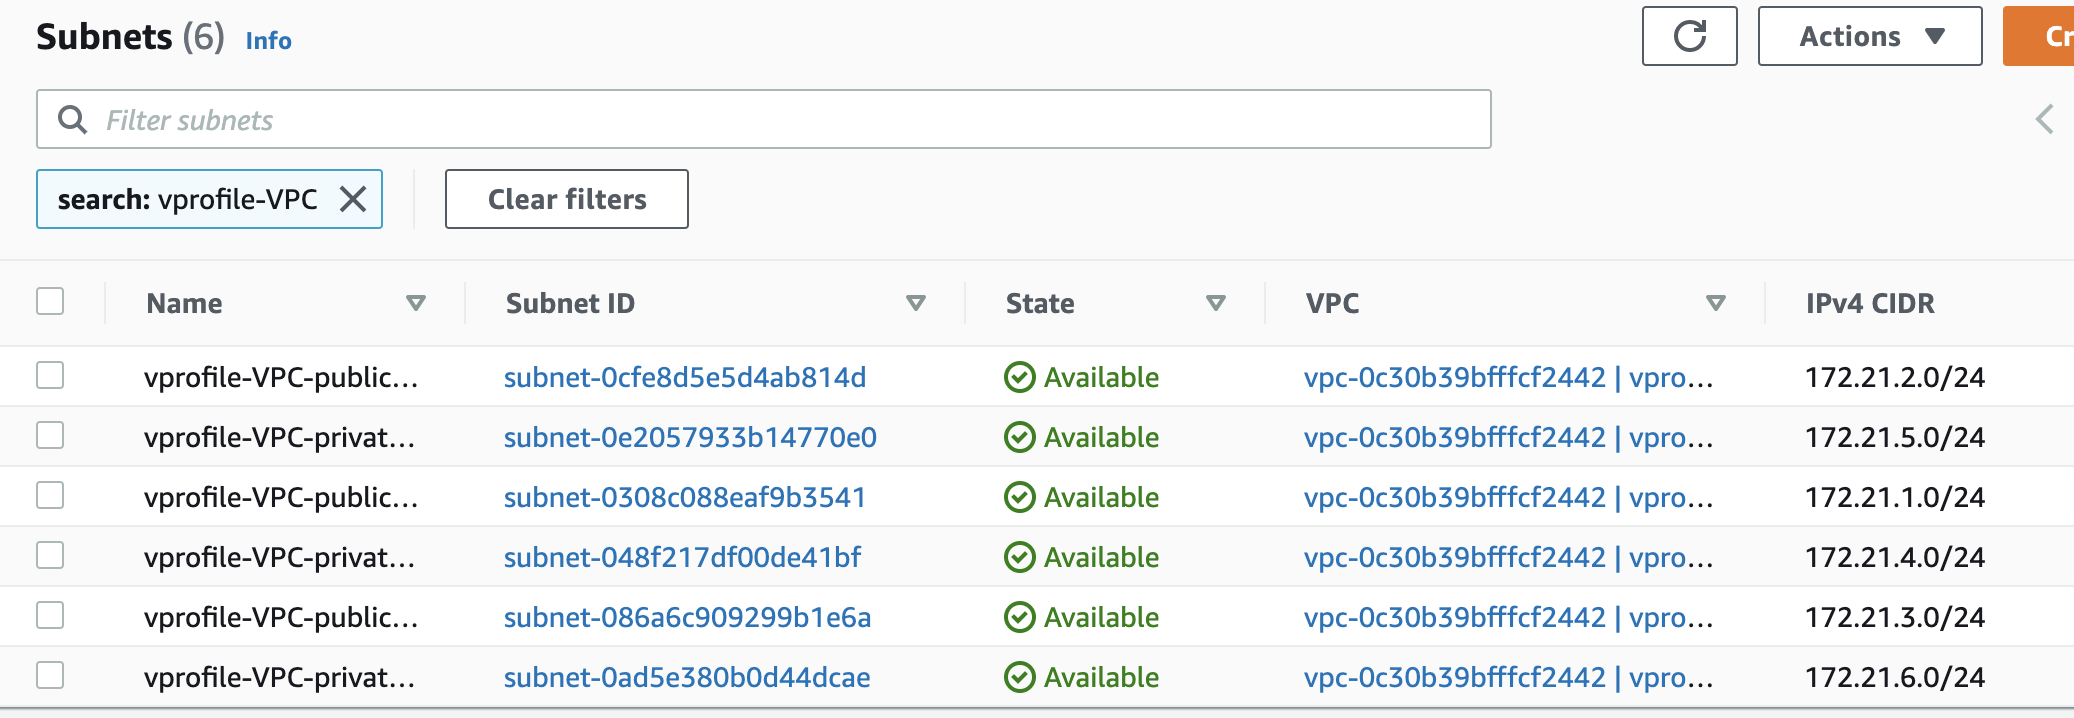 Subnets (6) Info
Actions
Cr
Filter subnets
search: vprofile-VPC
Clear filters
Name Subnet ID State VPC IPv4 CIDR
vprofile-VPC-public... subnet-0cfe8d5e5d4ab814d Available vpc-0c30b39bfffcf2442 | vpro... 172.21.2.0/24
vprofile-VPC-privat... subnet-0e2057933b14770e0 Available vpc-0c30b39bfffcf2442 | vpro... 172.21.5.0/24
vprofile-VPC-public... subnet-0308c088eaf9b3541 Available vpc-0c30b39bfffcf2442 | vpro... 172.21.1.0/24
vprofile-VPC-privat... subnet-048f217df00de41bf Available vpc-0c30b39bfffcf2442 | vpro... 172.21.4.0/24
vprofile-VPC-public... subnet-086a6c909299b1e6a Available vpc-0c30b39bfffcf2442 | vpro... 172.21.3.0/24
vprofile-VPC-privat... subnet-0ad5e380b0d44dcae Available vpc-0c30b39bfffcf2442 | vpro... 172.21.6.0/24